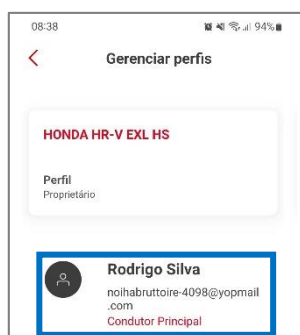 08:38 94%
Gerenciar perfis
HONDA HR-V EXL HS
Perfil
Proprietário
Rodrigo Silva
noihabruttoire-4098@yopmail
.com
Condutor Principal